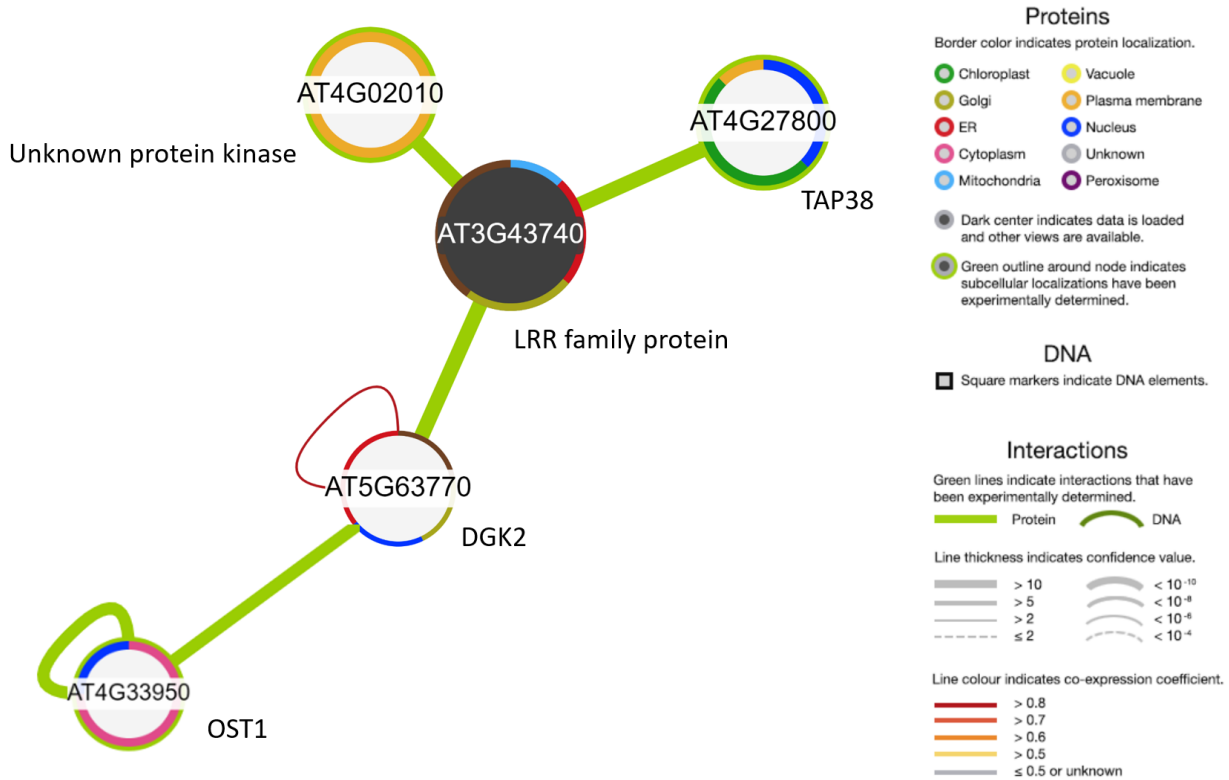 AT4G02010
Unknown protein kinase
AT4G27800
TAP38
AT3G43740
LRR family protein
AT5G63770
DGK2
AT4G33950
OST1
Proteins
Border color indicates protein localization.
Chloroplast
Vacuole
Golgi
Plasma membrane
ER
Nucleus
Cytoplasm
Unknown
Mitochondria
Peroxisome
Dark center indicates data is loaded
and other views are available.
Green outline around node indicates
subcellular localizations have been
experimentally determined.
DNA
Square markers indicate DNA elements.
Interactions
Green lines indicate interactions that have
been experimentally determined.
Protein
DNA
Line thickness indicates confidence value.
> 10
< 10⁻¹⁰
> 5
< 10⁻⁸
> 2
< 10⁻⁶
≤ 2
< 10⁻⁴
Line colour indicates co-expression coefficient.
> 0.8
> 0.7
> 0.6
> 0.5
≤ 0.5 or unknown